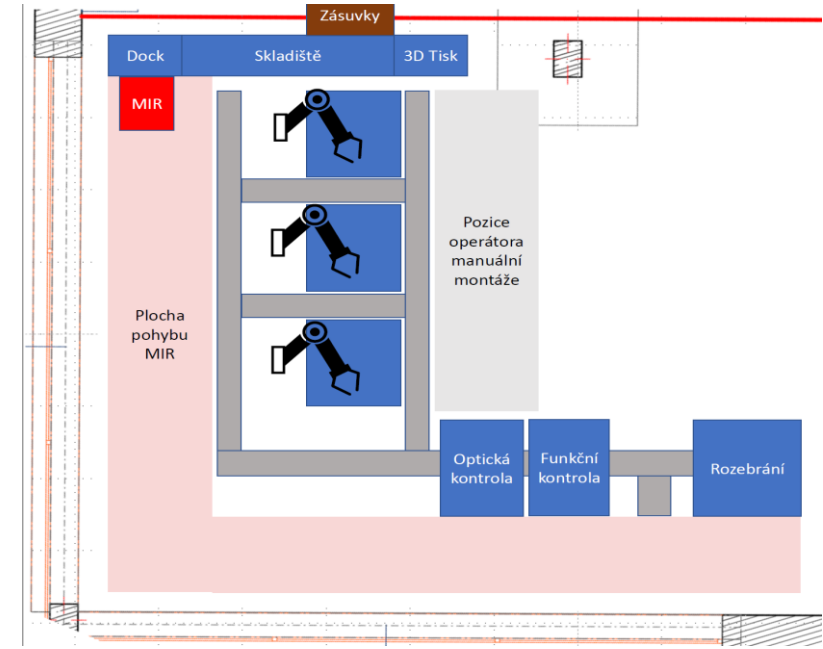 Zásuvky
Dock
Skladiště
3D Tisk
MIR
Pozice
operátora
manuální
montáže
Plocha
pohybu
MIR
Optická
kontrola
Funkční
kontrola
Rozebrání